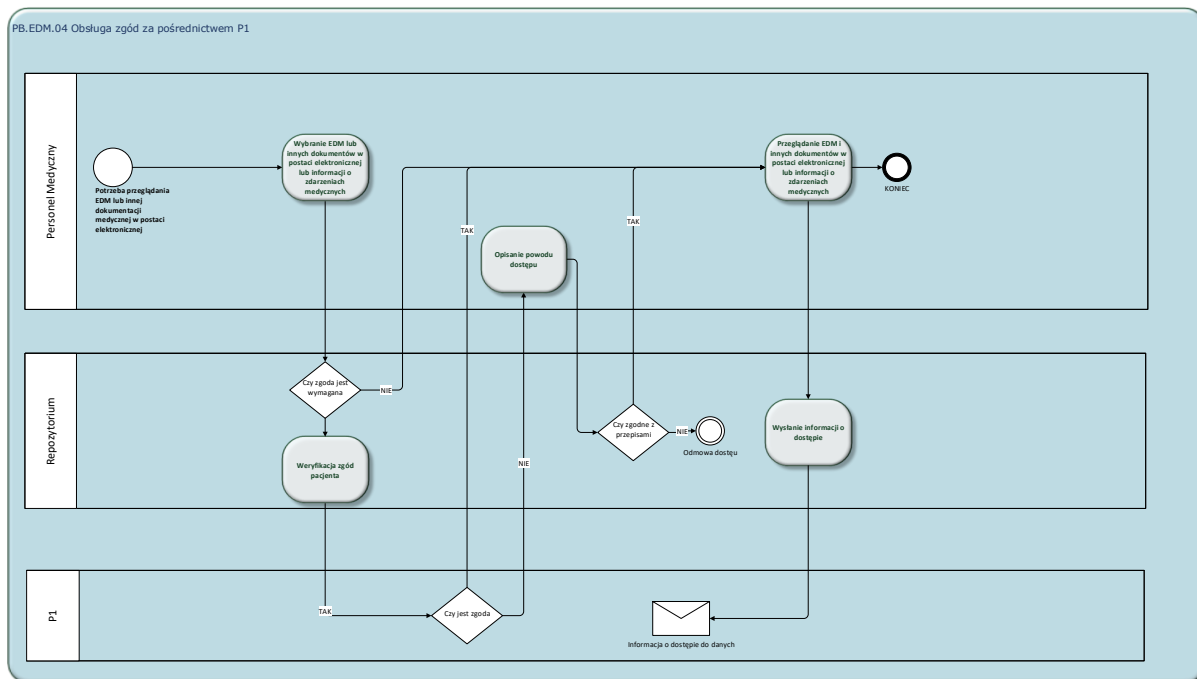 PB.EDM.04 Obsługa zgód za pośrednictwem P1
Personel Medyczny
Potrzeba przeglądania
EDM lub innej
dokumentacji
medycznej w postaci
elektronicznej
Wybranie EDM lub
innych dokumentów w
postaci elektronicznej
lub informacji o
zdarzeniach
medycznych
Przeglądanie EDM i
innych dokumentów w
postaci elektronicznej
lub informacji o
zdarzeniach
medycznych
KONIEC
TAK
TAK
Opisanie powodu
dostępu
Repozytorium
Czy zgoda jest
wymagana
NIE
Weryfikacja zgód
pacjenta
NIE
Czy zgodne z
przepisami
NIE
Odmowa dostęu
Wysłanie informacji o
dostępie
P1
TAK
Czy jest zgoda
Informacja o dostępie do danych